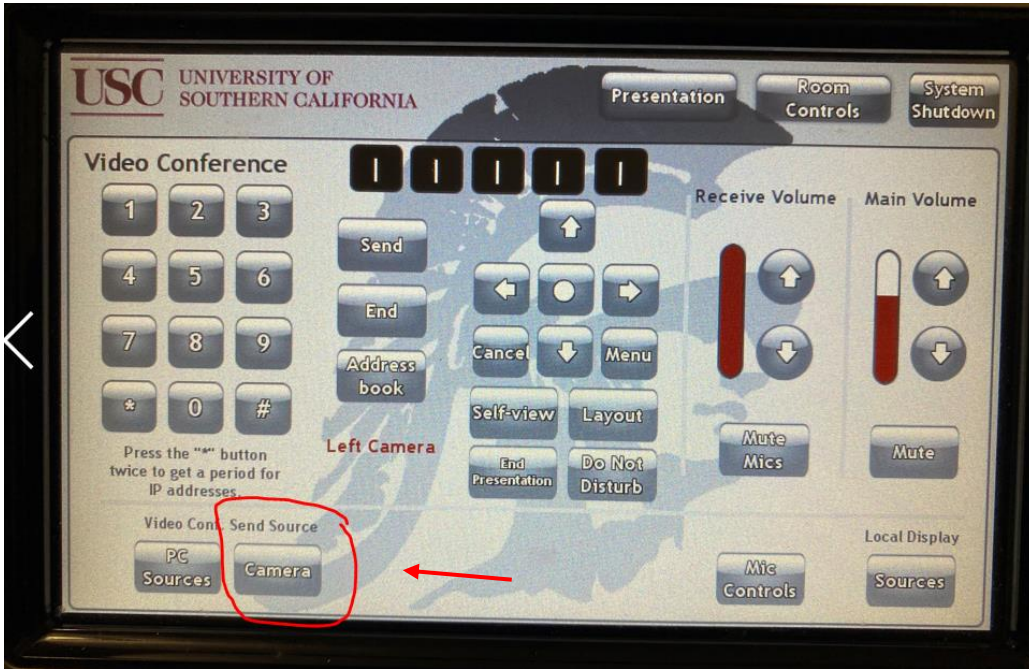 USC UNIVERSITY OF
SOUTHERN CALIFORNIA
Presentation
Room
Controls
System
Shutdown
Video Conference
1 2 3
4 5 6
7 8 9
* 0 #
Press the "*" button
twice to get a period for
IP addresses.
Send
End
Address
book
Left Camera
Cancel
Menu
Self-view
Layout
End
Presentation
Do Not
Disturb
Receive Volume
Mute
Mics
Main Volume
Mute
Video Conf. Send Source
PC
Sources
Camera
Mic
Controls
Local Display
Sources